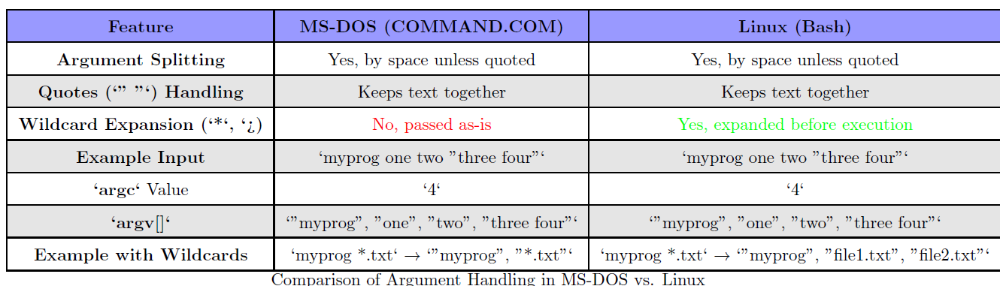 Feature MS-DOS (COMMAND.COM) Linux (Bash)
Argument Splitting Yes, by space unless quoted Yes, by space unless quoted
Quotes (‘” ”‘) Handling Keeps text together Keeps text together
Wildcard Expansion (‘*‘, ‘¿) No, passed as-is Yes, expanded before execution
Example Input ‘myprog one two ”three four”‘ ‘myprog one two ”three four”‘
‘argc‘ Value ‘4‘ ‘4‘
‘argv[]‘ ‘”myprog”, ”one”, ”two”, ”three four”‘ ‘”myprog”, ”one”, ”two”, ”three four”‘
Example with Wildcards ‘myprog *.txt‘ → ‘”myprog”, ”*.txt”‘ ‘myprog *.txt‘ → ‘”myprog”, ”file1.txt”, ”file2.txt”‘
Comparison of Argument Handling in MS-DOS vs. Linux